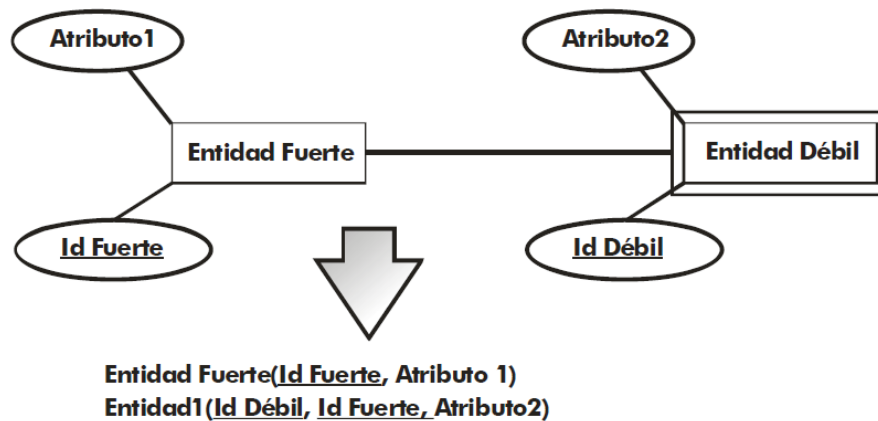 Atributo1
Atributo2
Entidad Fuerte
Entidad Débil
Id Fuerte
Id Débil
Entidad Fuerte(Id Fuerte, Atributo 1)
Entidad1(Id Débil, Id Fuerte, Atributo2)